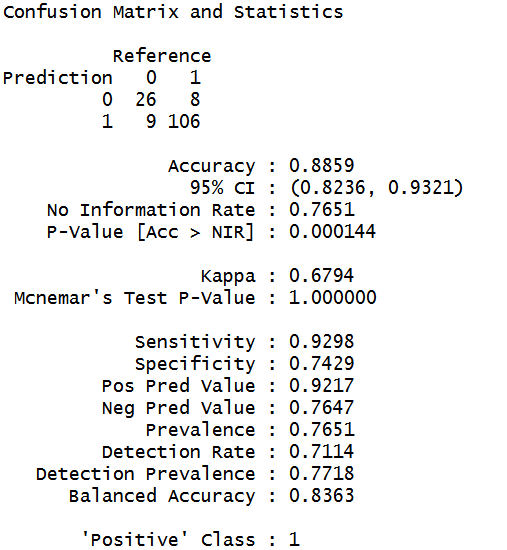 Confusion Matrix and Statistics
Reference
Prediction 0 1
0 26 8
1 9 106
Accuracy : 0.8859
95% CI : (0.8236, 0.9321)
No Information Rate : 0.7651
P-Value [Acc > NIR] : 0.000144
Kappa : 0.6794
Mcnemar's Test P-Value : 1.000000
Sensitivity : 0.9298
Specificity : 0.7429
Pos Pred Value : 0.9217
Neg Pred Value : 0.7647
Prevalence : 0.7651
Detection Rate : 0.7114
Detection Prevalence : 0.7718
Balanced Accuracy : 0.8363
'Positive' Class : 1